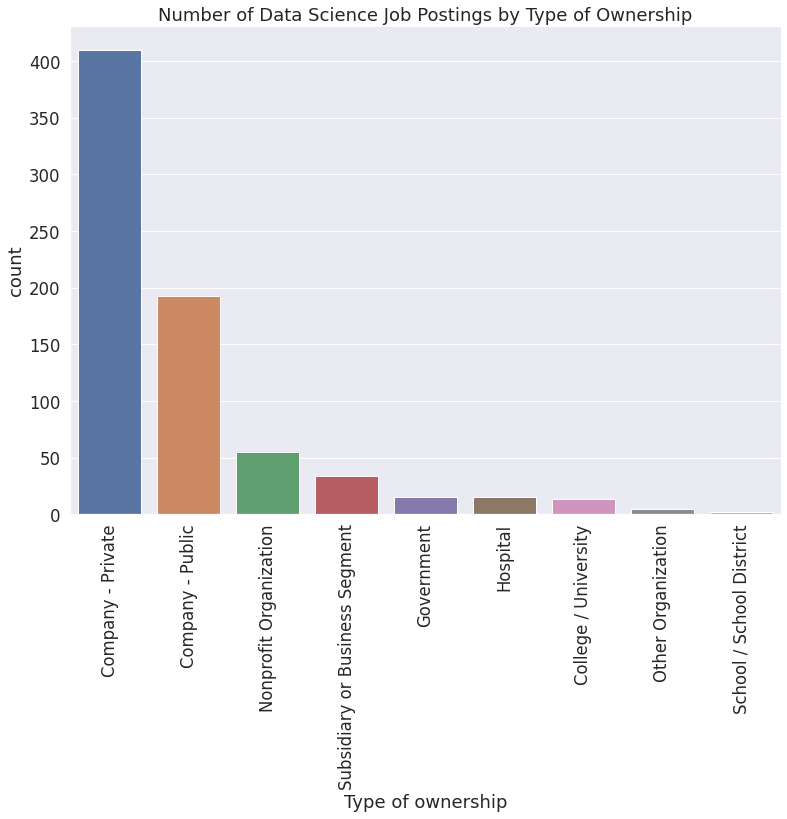 Number of Data Science Job Postings by Type of Ownership
count
400
350
300
250
200
150
100
50
0
Company - Private
Company - Public
Nonprofit Organization
Subsidiary or Business Segment
Government
Hospital
College / University
Other Organization
School / School District
Type of ownership